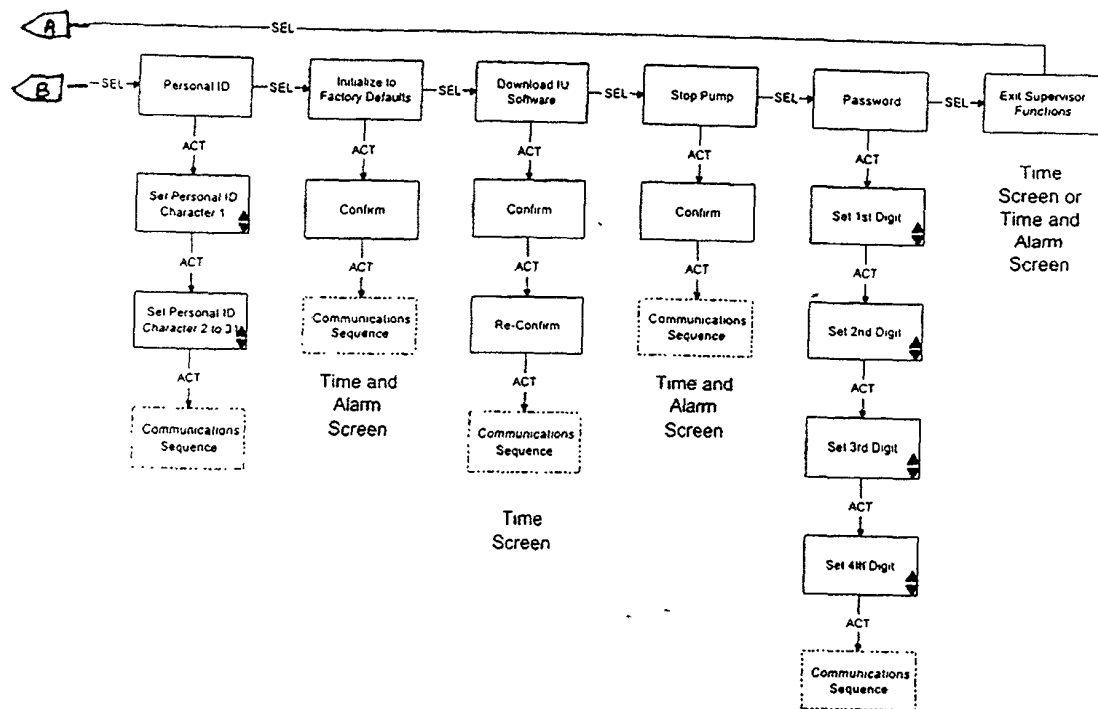 A
SEL
B
SEL
Personal ID
SEL
Initialize to
Factory Defaults
SEL
Download IU
Software
SEL
Stop Pump
SEL
Password
SEL
Exit Supervisor
Functions
ACT
ACT
ACT
ACT
ACT
Time
Screen or
Time and
Alarm
Screen
Set Personal ID
Character 1
Confirm
Confirm
Confirm
Set 1st Digit
ACT
ACT
ACT
ACT
ACT
Set Personal ID
Character 2 to 31
Communications
Sequence
Re-Confirm
Communications
Sequence
Set 2nd Digit
ACT
Time and
Alarm
Screen
ACT
Time and
Alarm
Screen
ACT
Communications
Sequence
Communications
Sequence
Set 3rd Digit
Time
Screen
ACT
Set 4th Digit
ACT
Communications
Sequence